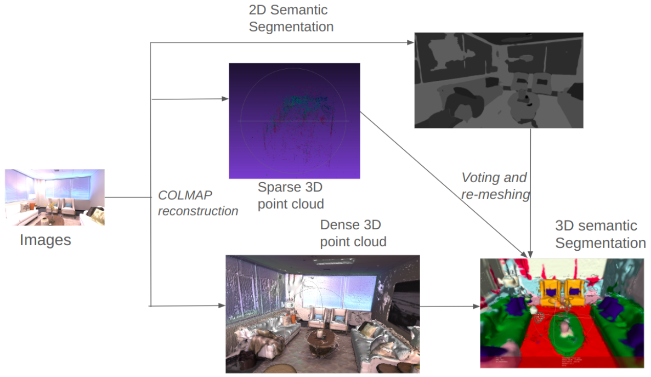 2D Semantic
Segmentation
Sparse 3D
point cloud
Voting and
re-meshing
COLMAP
reconstruction
Images
Dense 3D
point cloud
3D semantic
Segmentation